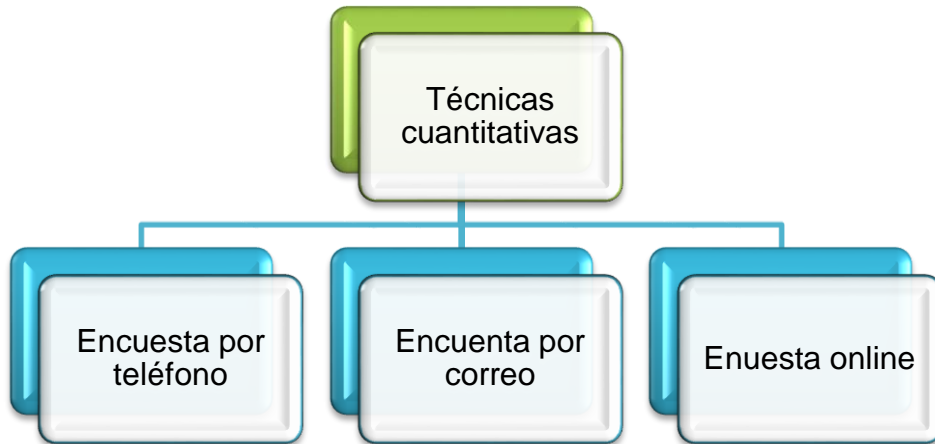 Técnicas
cuantitativas
Encuesta por
teléfono
Encuenta por
correo
Enuesta online